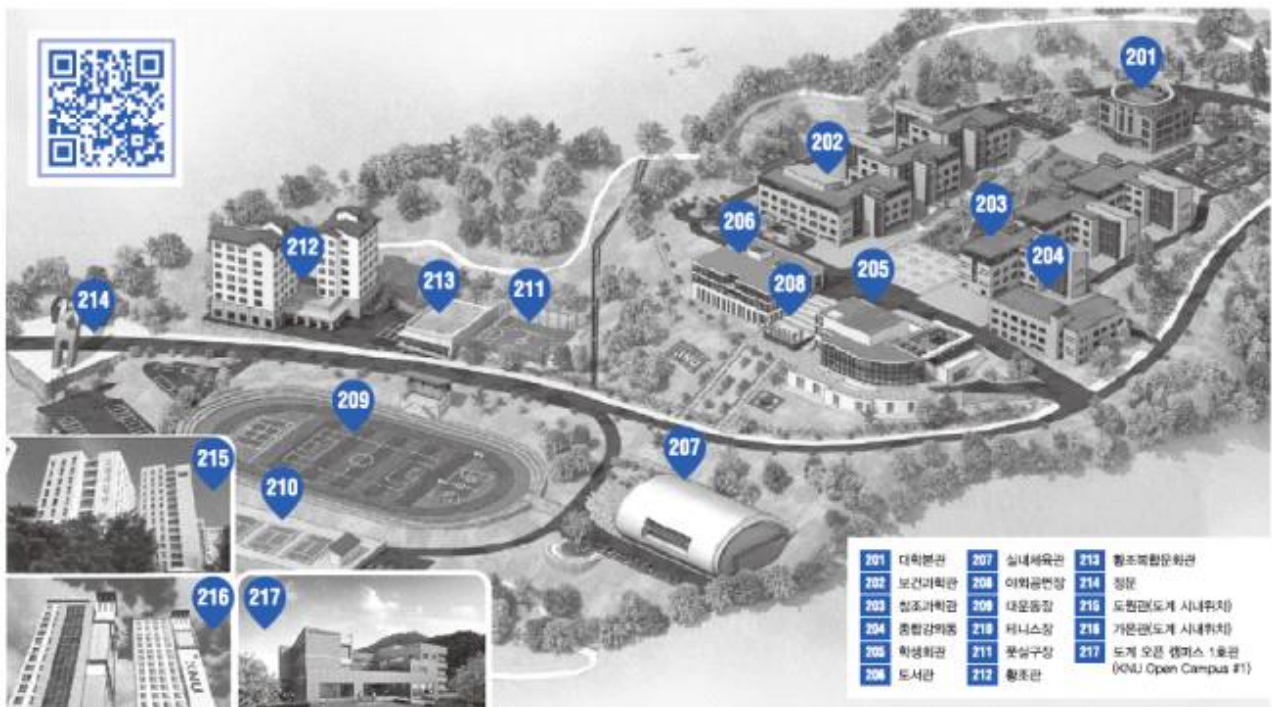 201
202
203
206
204
208
205
212
213
211
214
KNU
209
207
215
210
216
217
KNU
201 대학본관
202 보건과학관
203 창조과학관
204 종합강의동
205 학생회관
206 도서관
207 실내체육관
208 야외공연장
209 대운동장
210 테니스장
211 풋살구장
212 황조관
213 황조복합문화관
214 정문
215 도원관(도계 시내위치)
216 가온관(도계 시내위치)
217 도계 오픈 캠퍼스 1호관
(KNU Open Campus #1)